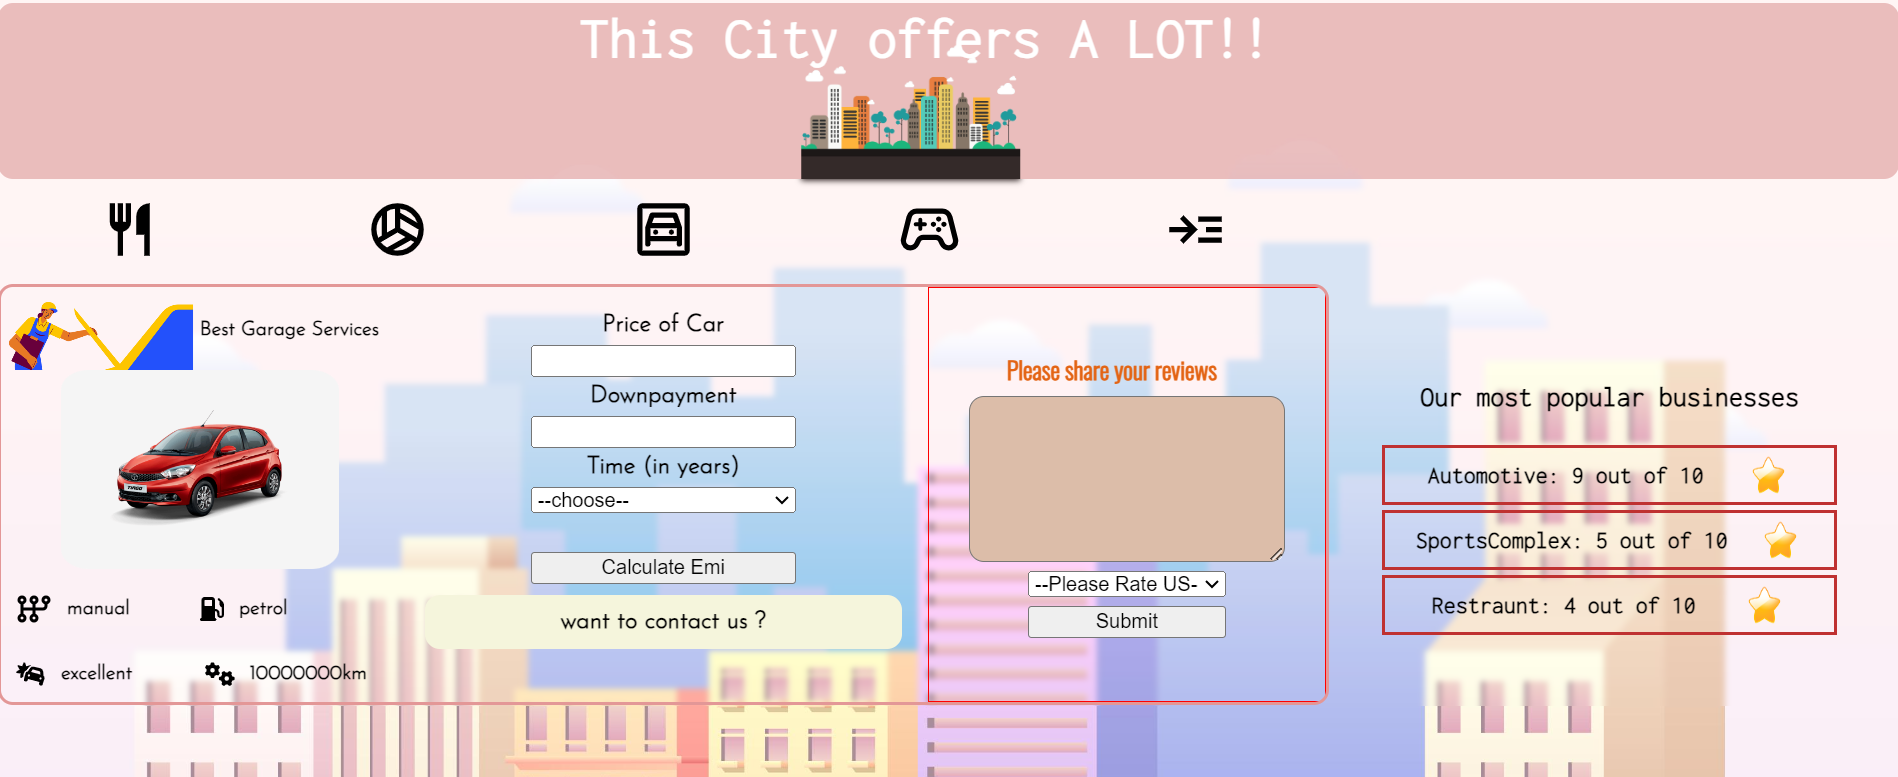 This City offers A LOT!!
Best Garage Services
TIAGO
manual
petrol
excellent
10000000km
Price of Car
Downpayment
Time (in years)
--choose--
Calculate Emi
want to contact us ?
Please share your reviews
--Please Rate US-
Submit
Our most popular businesses
Automotive: 9 out of 10
SportsComplex: 5 out of 10
Restraunt: 4 out of 10